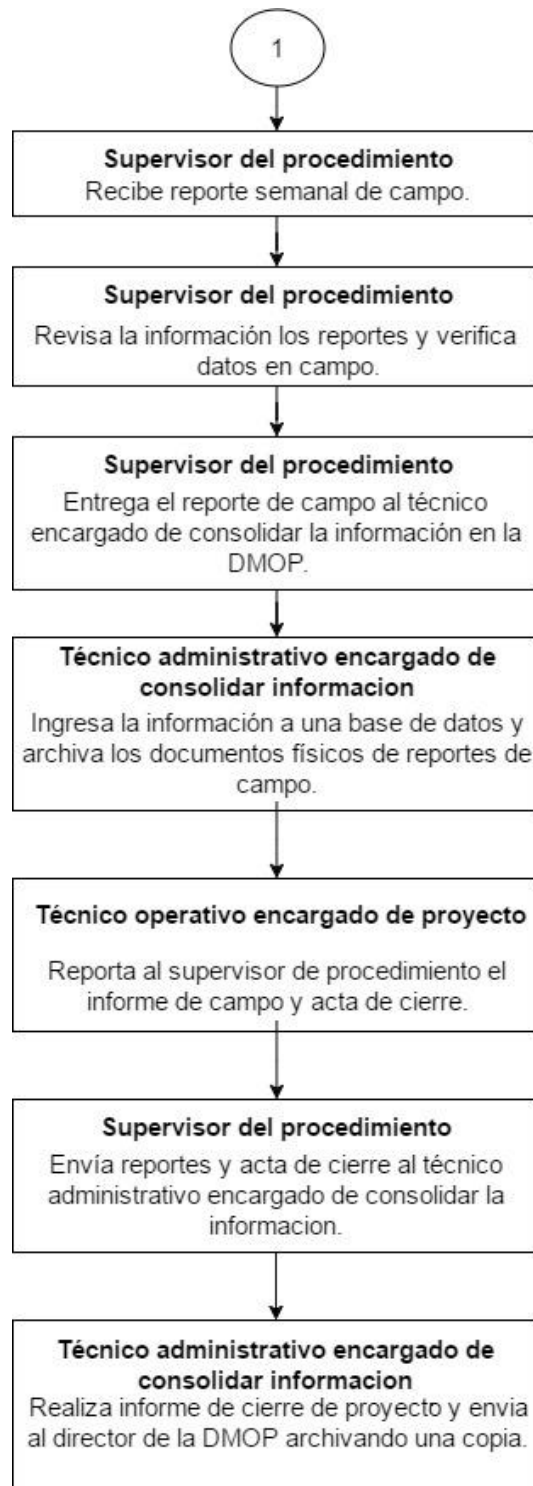 1
Supervisor del procedimiento
Recibe reporte semanal de campo.
Supervisor del procedimiento
Revisa la información los reportes y verifica
datos en campo.
Supervisor del procedimiento
Entrega el reporte de campo al técnico
encargado de consolidar la información en la
DMOP.
Técnico administrativo encargado de
consolidar informacion
Ingresa la información a una base de datos y
archiva los documentos físicos de reportes de
campo.
Técnico operativo encargado de proyecto
Reporta al supervisor de procedimiento el
informe de campo y acta de cierre.
Supervisor del procedimiento
Envía reportes y acta de cierre al técnico
administrativo encargado de consolidar la
informacion.
Técnico administrativo encargado de
consolidar informacion
Realiza informe de cierre de proyecto y envia
al director de la DMOP archivando una copia.